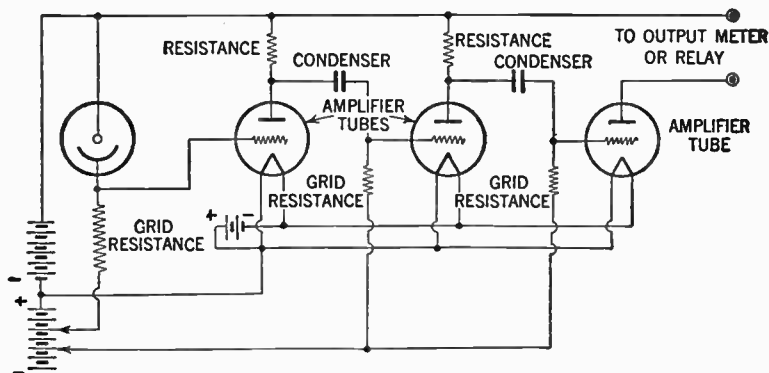 RESISTANCE
CONDENSER
RESISTANCE
CONDENSER
TO OUTPUT METER
OR RELAY
AMPLIFIER
TUBES
AMPLIFIER
TUBE
GRID
RESISTANCE
GRID
RESISTANCE
GRID
RESISTANCE
+ -
+